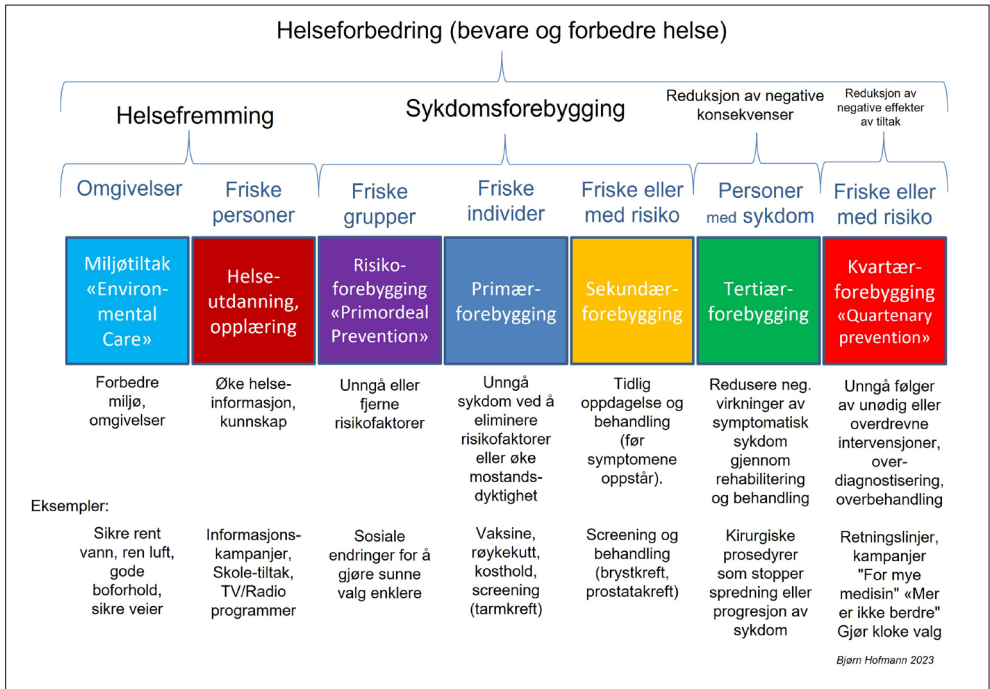 Helseforbedring (bevare og forbedre helse)
Helsefremming
Sykdomsforebygging
Reduksjon av negative
konsekvenser
Reduksjon av
negative effekter
av tiltak
Omgivelser
Friske
personer
Friske
grupper
Friske
individer
Friske eller
med risiko
Personer
med sykdom
Friske eller
med risiko
Miljøtiltak
«Environ-
mental
Care»
Helse-
utdanning,
opplæring
Risiko-
forebygging
«Primordeal
Prevention»
Primær-
forebygging
Sekundær-
forebygging
Tertiær-
forebygging
Kvartær-
forebygging
«Quartenary
prevention»
Forbedre
miljø,
omgivelser
Øke helse-
informasjon,
kunnskap
Unngå eller
fjerne
risikofaktorer
Unngå
sykdom ved å
eliminere
risikofaktorer
eller øke
mostands-
dyktighet
Tidlig
oppdagelse og
behandling
(før
symptomene
oppstår).
Redusere neg.
virkninger av
symptomatisk
sykdom
gjennom
rehabilitering
og behandling
Unngå følger
av unødig eller
overdrevne
intervensjoner,
over-
diagnostisering,
overbehandling
Eksempler:
Sikre rent
vann, ren luft,
gode
boforhold,
sikre veier
Informasjons-
kampanjer,
Skole-tiltak,
TV/Radio
programmer
Sosiale
endringer for å
gjøre sunne
valg enklere
Vaksine,
røykekutt,
kosthold,
screening
(tarmkreft)
Screening og
behandling
(brystkreft,
prostatakreft)
Kirurgiske
prosedyrer
som stopper
spredning eller
progresjon av
sykdom
Retningslinjer,
kampanjer
"For mye
medisin" «Mer
er ikke berdre"
Gjør kloke valg
Bjørn Hofmann 2023